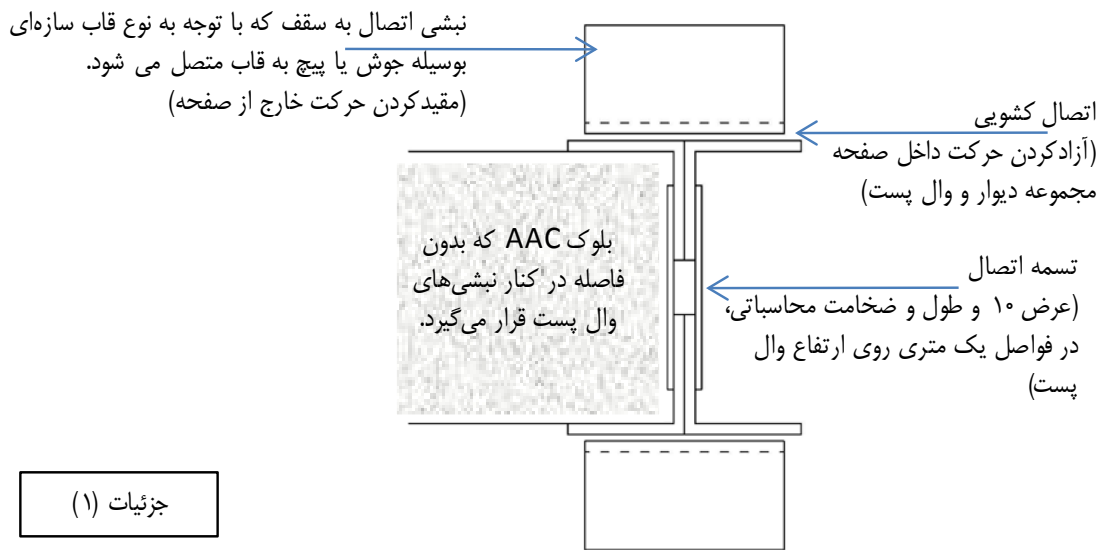 نبشی اتصال به سقف که با توجه به نوع قاب سازه‌ای
بوسیله جوش یا پیچ به قاب متصل می شود.
(مقیدکردن حرکت خارج از صفحه)
اتصال کشویی
(آزادکردن حرکت داخل صفحه
مجموعه دیوار و وال پست)
بلوک AAC که بدون
فاصله در کنار نبشی‌های
وال پست قرار می‌گیرد.
تسمه اتصال
(عرض ۱۰ و طول و ضخامت محاسباتی،
در فواصل یک متری روی ارتفاع وال
پست)
جزئیات (۱)